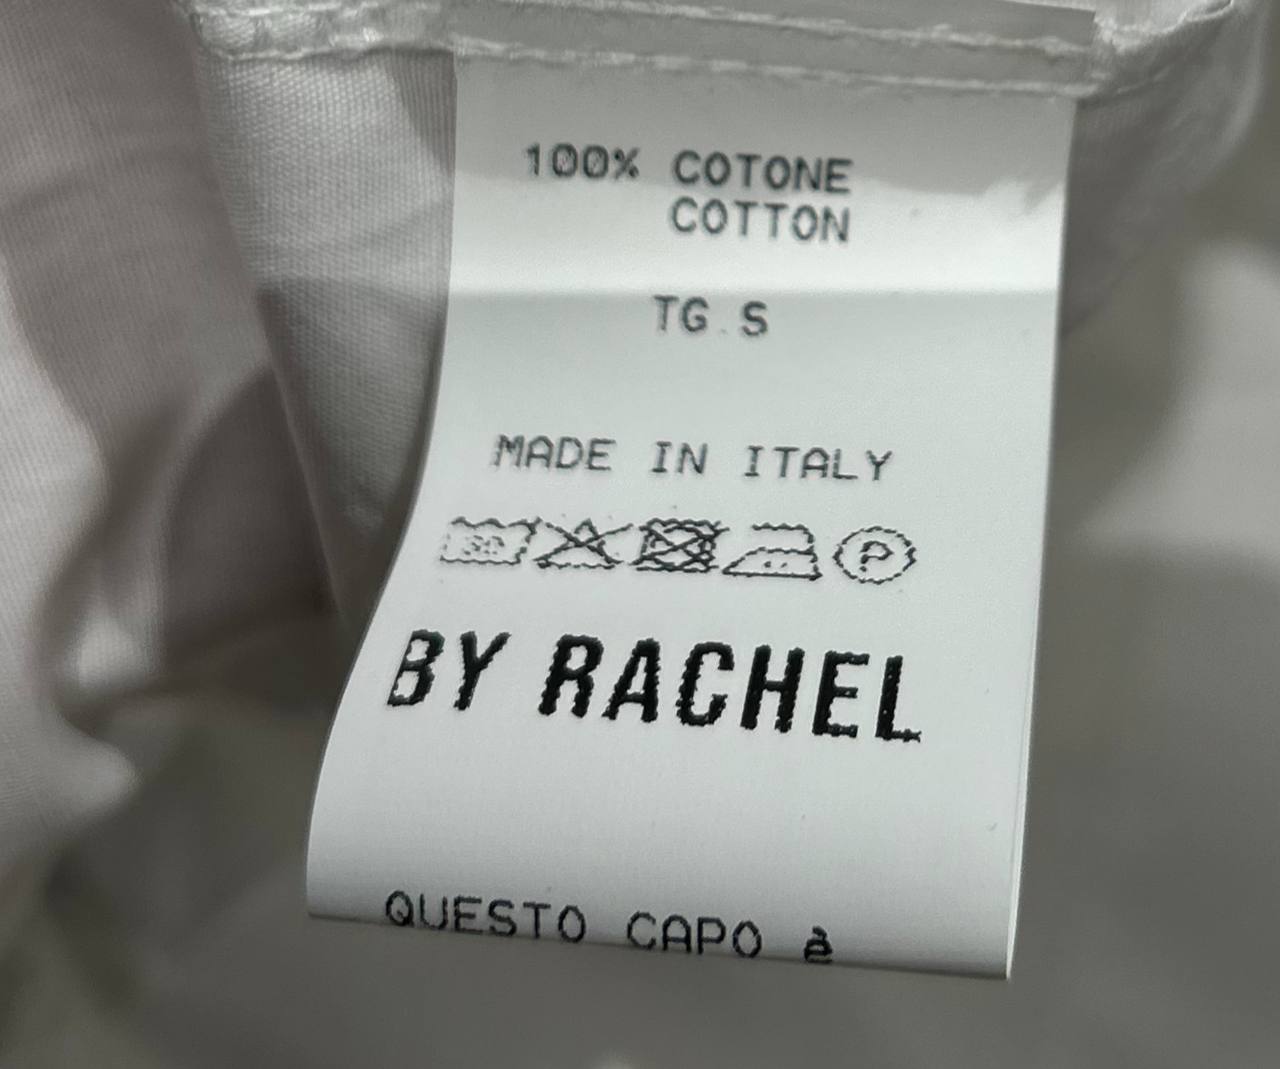 100% COTONE
COTTON
TG.S
MADE IN ITALY
P
BY RACHEL
QUESTO CAPO è